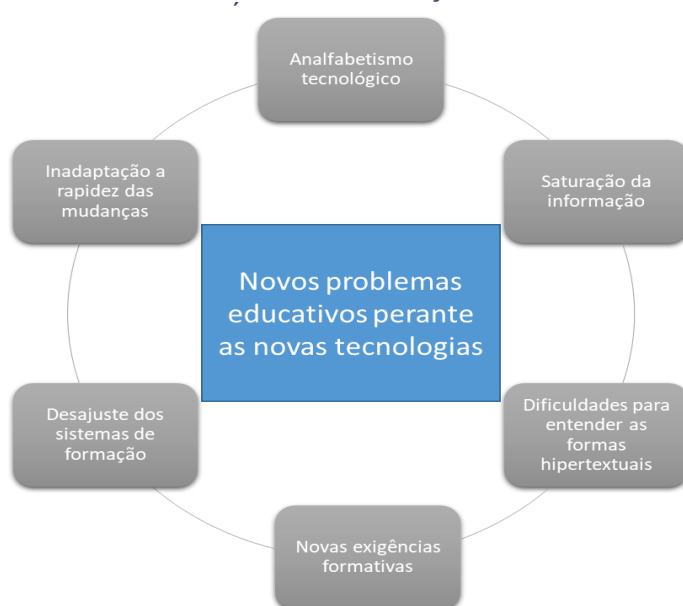 Analfabetismo
tecnológico
Saturação da
informação
Dificuldades para
entender as
formas
hipertextuais
Novas exigências
formativas
Desajuste dos
sistemas de
formação
Inadaptação a
rapidez das
mudanças
Novos problemas
educativos perante
as novas tecnologias